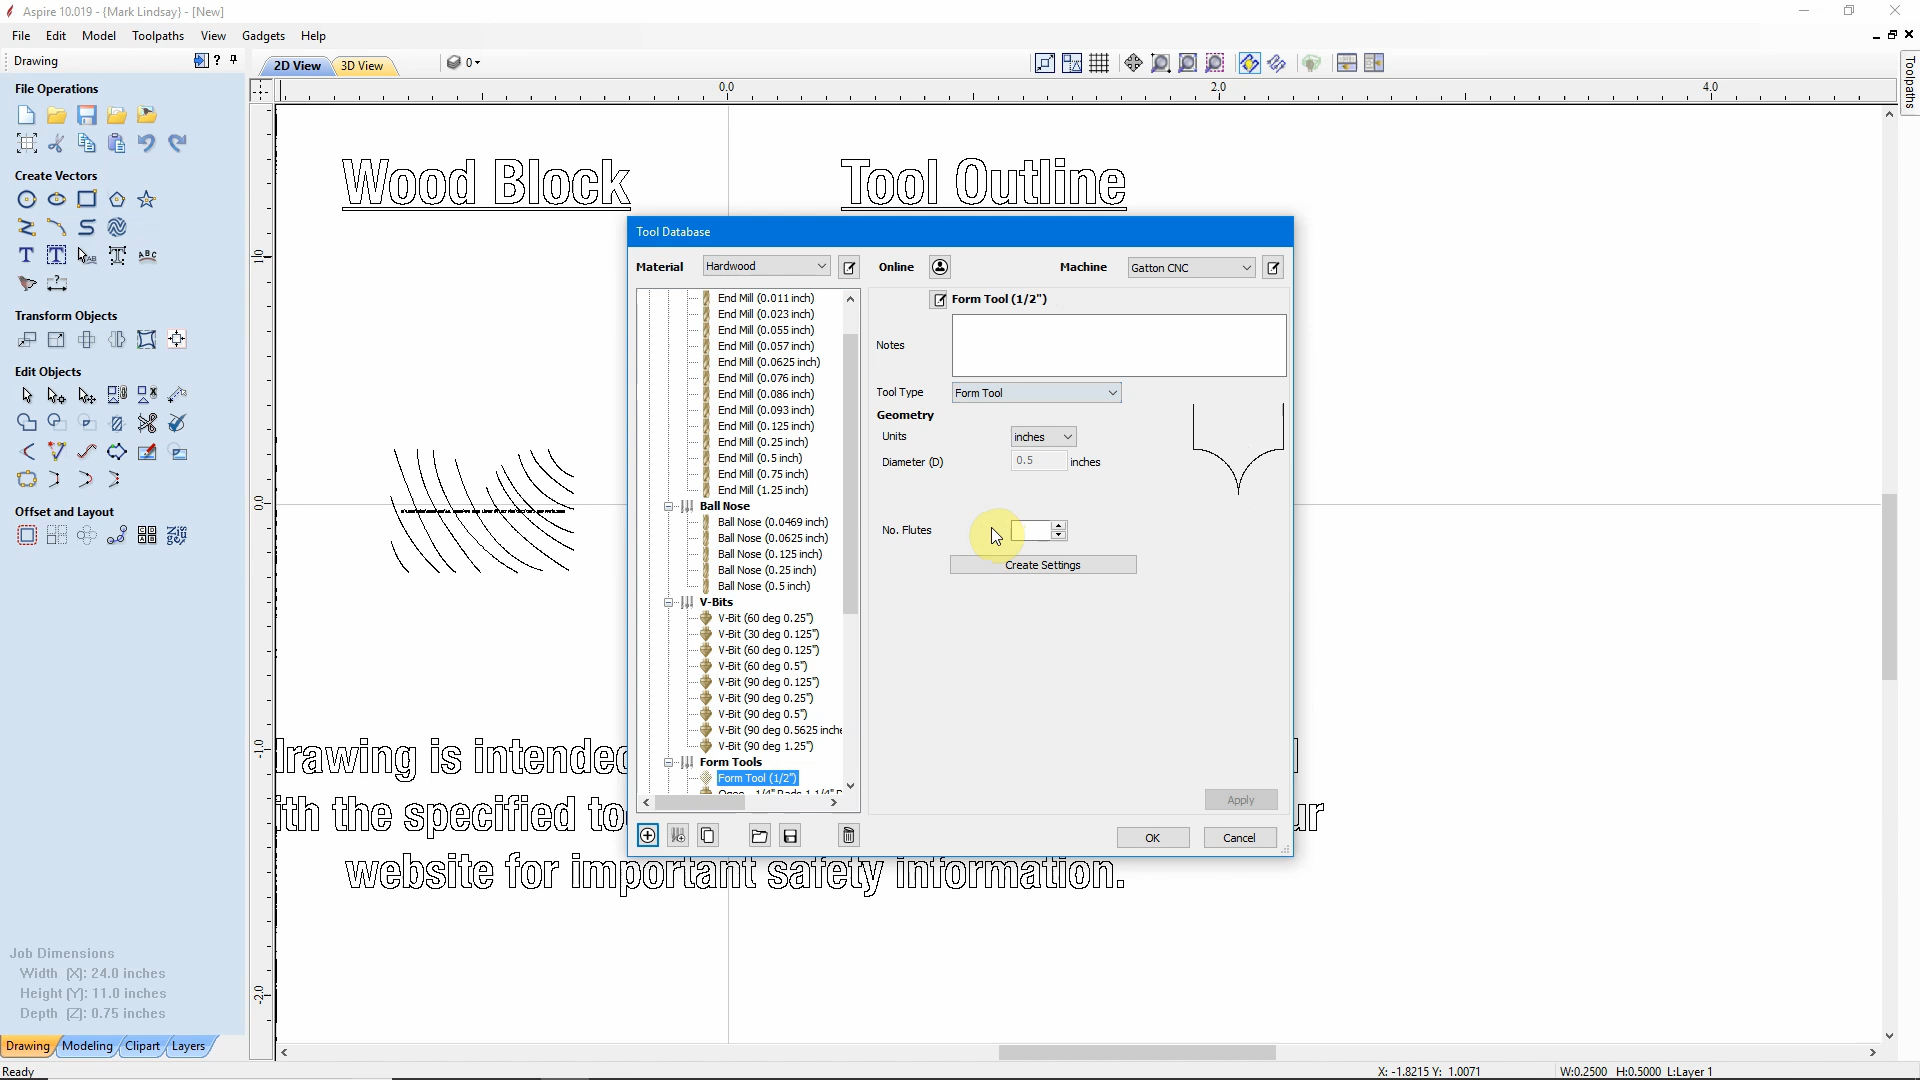 Aspire 10.019 - {Mark Lindsay} - [New]
File Edit Model Toolpaths View Gadgets Help
Drawing
?
2D View
3D View
0
Toolpaths
File Operations
Create Vectors
Transform Objects
Edit Objects
Offset and Layout
Job Dimensions
Width (X): 24.0 inches
Height (Y): 11.0 inches
Depth (Z): 0.75 inches
Drawing Modeling Clipart Layers
Ready
0.0 2.0 4.0
1.0
0.0
-1.0
-2.0
Wood Block
Tool Outline
drawing is intended
ith the specified to
ur
website for important safety information.
Tool Database
Material Hardwood
Online
Machine Gatton CNC
End Mill (0.011 inch)
End Mill (0.023 inch)
End Mill (0.055 inch)
End Mill (0.057 inch)
End Mill (0.0625 inch)
End Mill (0.076 inch)
End Mill (0.086 inch)
End Mill (0.093 inch)
End Mill (0.125 inch)
End Mill (0.25 inch)
End Mill (0.5 inch)
End Mill (0.75 inch)
End Mill (1.25 inch)
Ball Nose
Ball Nose (0.0469 inch)
Ball Nose (0.0625 inch)
Ball Nose (0.125 inch)
Ball Nose (0.25 inch)
Ball Nose (0.5 inch)
V-Bits
V-Bit (60 deg 0.25")
V-Bit (30 deg 0.125")
V-Bit (60 deg 0.125")
V-Bit (60 deg 0.5")
V-Bit (90 deg 0.125")
V-Bit (90 deg 0.25")
V-Bit (90 deg 0.5")
V-Bit (90 deg 0.5625 inche
V-Bit (90 deg 1.25")
Form Tools
Form Tool (1/2")
Form Tool (1/2")
Notes
Tool Type Form Tool
Geometry
Units inches
Diameter (D) 0.5 inches
No. Flutes
Create Settings
Apply
OK
Cancel
X: -1.8215 Y: 1.0071
W:0.2500 H:0.5000 L:Layer 1